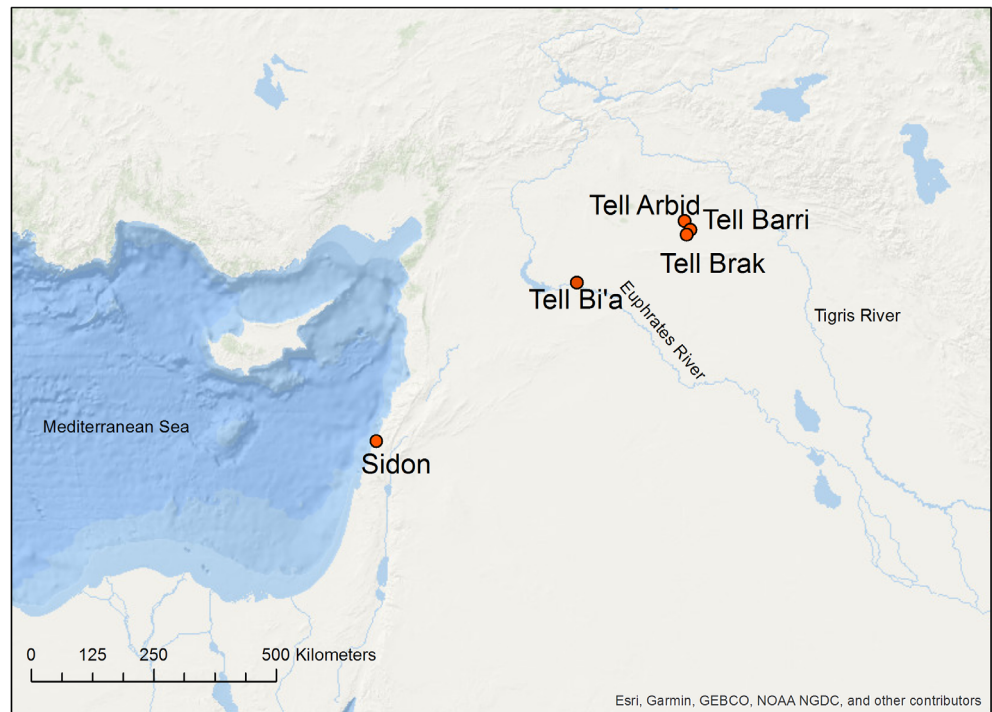 Tell Arbid
Tell Barri
Tell Brak
Tell Bi'a
Euphrates River
Tigris River
Mediterranean Sea
Sidon
0 125 250 500 Kilometers
Esri, Garmin, GEBCO, NOAA NGDC, and other contributors